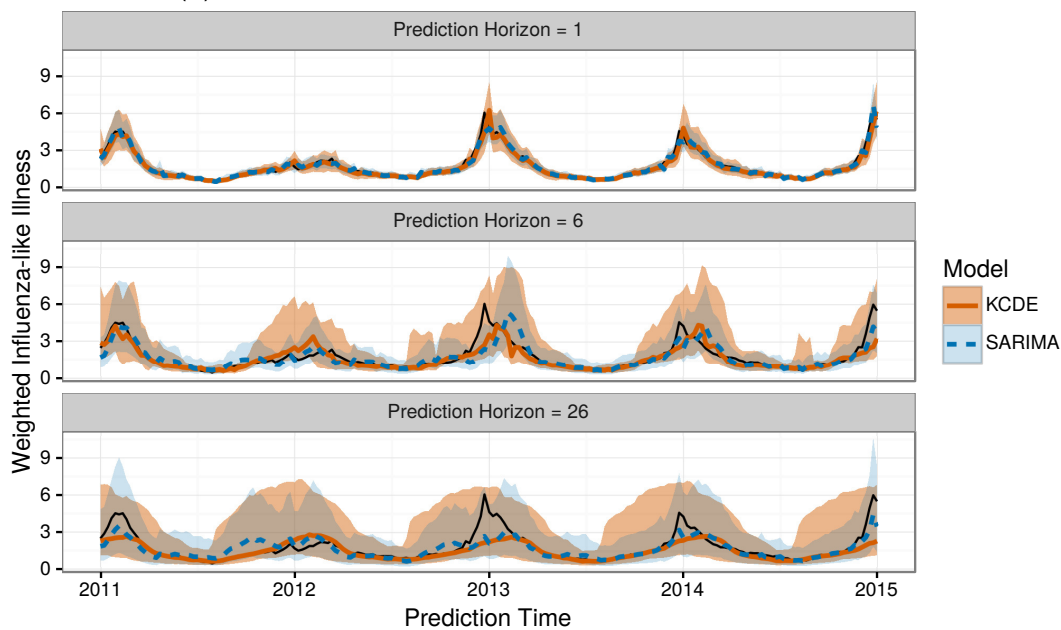 Prediction Horizon = 1
9
6
3
0
Prediction Horizon = 6
9
6
3
0
Prediction Horizon = 26
9
6
3
0
2011
2012
2013
2014
2015
Prediction Time
Weighted Influenza-like Illness
Model
KCDE
SARIMA